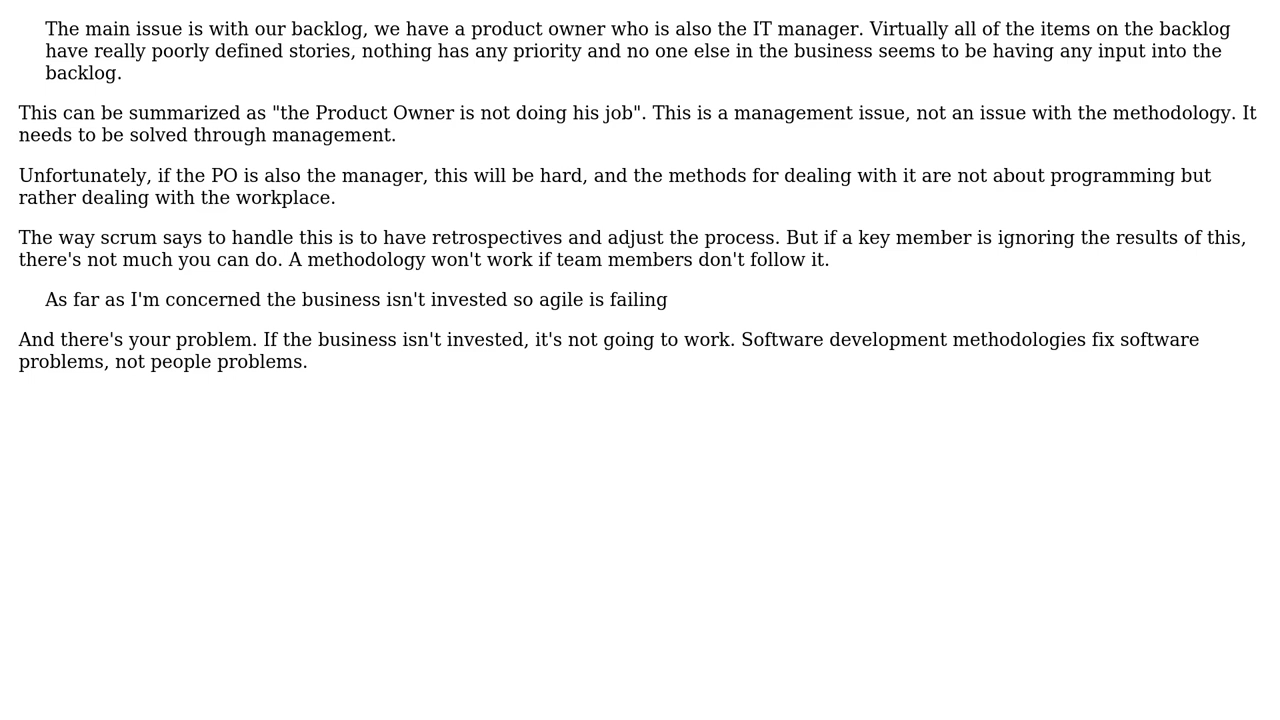 The main issue is with our backlog, we have a product owner who is also the IT manager. Virtually all of the items on the backlog
have really poorly defined stories, nothing has any priority and no one else in the business seems to be having any input into the
backlog.
This can be summarized as "the Product Owner is not doing his job". This is a management issue, not an issue with the methodology. It
needs to be solved through management.
Unfortunately, if the PO is also the manager, this will be hard, and the methods for dealing with it are not about programming but
rather dealing with the workplace.
The way scrum says to handle this is to have retrospectives and adjust the process. But if a key member is ignoring the results of this,
there's not much you can do. A methodology won't work if team members don't follow it.
As far as I'm concerned the business isn't invested so agile is failing
And there's your problem. If the business isn't invested, it's not going to work. Software development methodologies fix software
problems, not people problems.